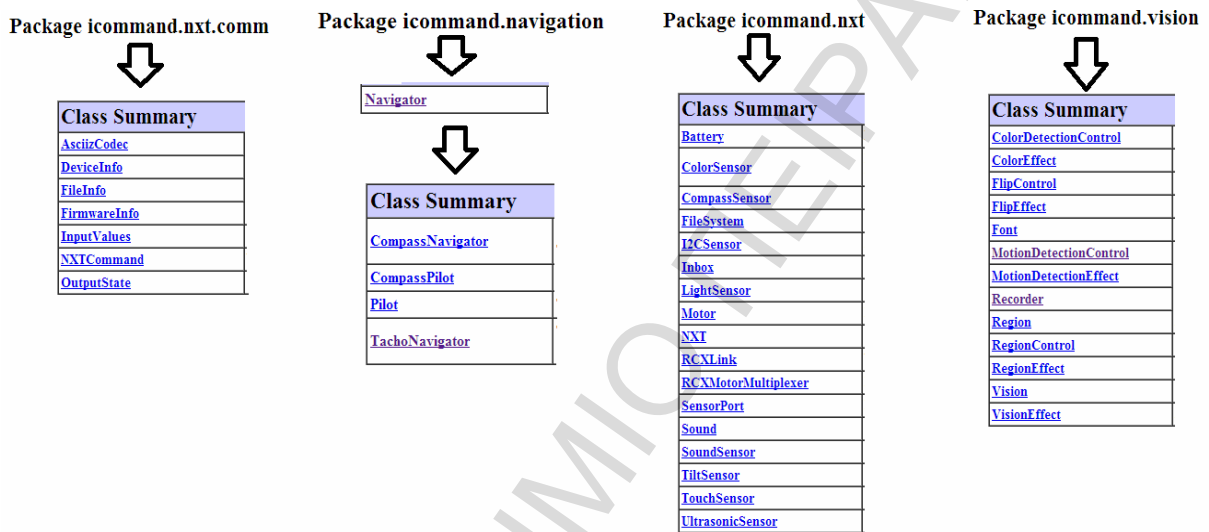 Package icommand.nxt.comm
Class Summary
AsciizCodec
DeviceInfo
FileInfo
FirmwareInfo
InputValues
NXTCommand
OutputState
Package icommand.navigation
Navigator
Class Summary
CompassNavigator
CompassPilot
Pilot
TachoNavigator
Package icommand.nxt
Class Summary
Battery
ColorSensor
CompassSensor
FileSystem
I2CSensor
Inbox
LightSensor
Motor
NXT
RCXLink
RCXMotorMultiplexer
SensorPort
Sound
SoundSensor
TiltSensor
TouchSensor
UltrasonicSensor
Package icommand.vision
Class Summary
ColorDetectionControl
ColorEffect
FlipControl
FlipEffect
Font
MotionDetectionControl
MotionDetectionEffect
Recorder
Region
RegionControl
RegionEffect
Vision
VisionEffect